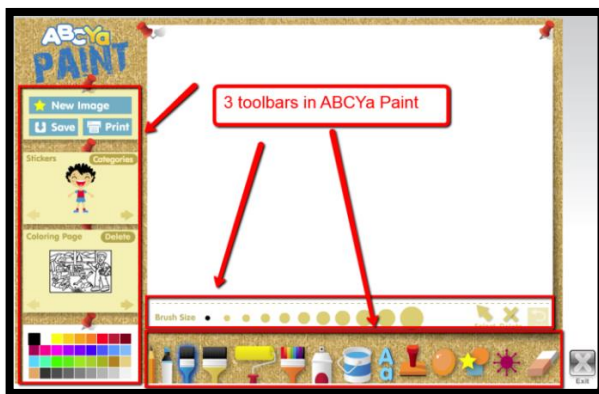 ABCYa
PAINT
New Image
Save Print
3 toolbars in ABCYa Paint
Stickers Categories
Coloring Page Delete
Brush Size
A
a
Exit